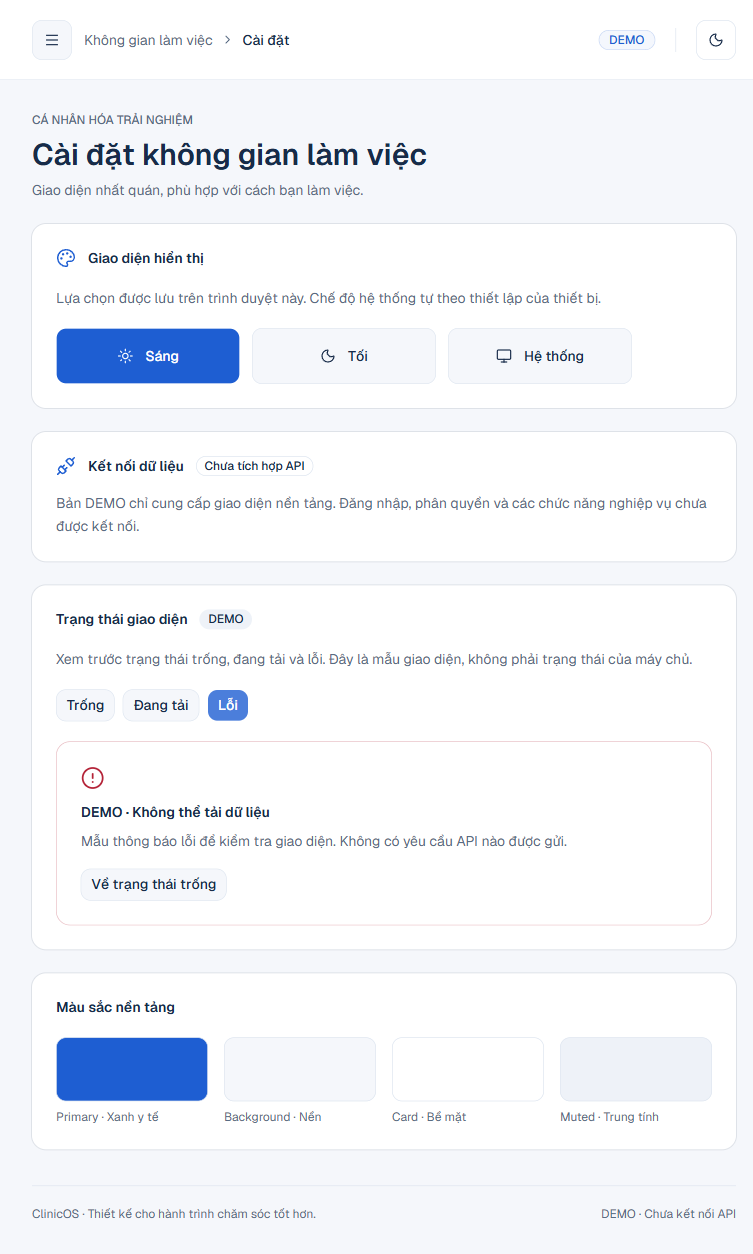 Không gian làm việc > Cài đặt
DEMO
CÁ NHÂN HÓA TRẢI NGHIỆM
Cài đặt không gian làm việc
Giao diện nhất quán, phù hợp với cách bạn làm việc.
Giao diện hiển thị
Lựa chọn được lưu trên trình duyệt này. Chế độ hệ thống tự theo thiết lập của thiết bị.
Sáng
Tối
Hệ thống
Kết nối dữ liệu
Chưa tích hợp API
Bản DEMO chỉ cung cấp giao diện nền tảng. Đăng nhập, phân quyền và các chức năng nghiệp vụ chưa
được kết nối.
Trạng thái giao diện
DEMO
Xem trước trạng thái trống, đang tải và lỗi. Đây là mẫu giao diện, không phải trạng thái của máy chủ.
Trống
Đang tải
Lỗi
DEMO · Không thể tải dữ liệu
Mẫu thông báo lỗi để kiểm tra giao diện. Không có yêu cầu API nào được gửi.
Về trạng thái trống
Màu sắc nền tảng
Primary · Xanh y tế
Background · Nền
Card · Bề mặt
Muted · Trung tính
ClinicOS · Thiết kế cho hành trình chăm sóc tốt hơn.
DEMO · Chưa kết nối API